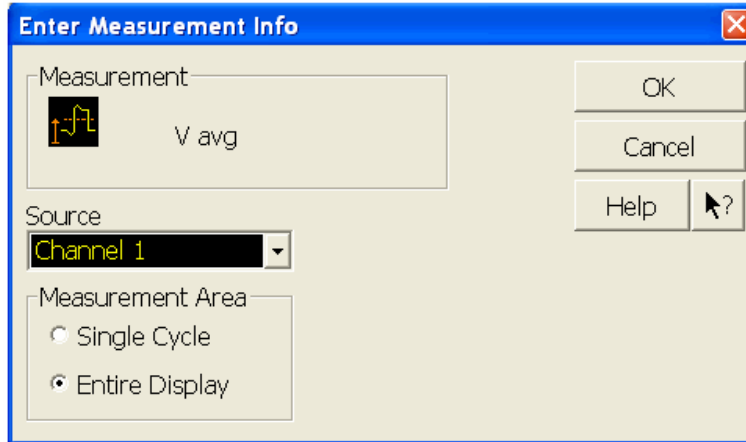 Enter Measurement Info
Measurement
V avg
OK
Cancel
Help
?
Source
Channel 1
Measurement Area
Single Cycle
Entire Display